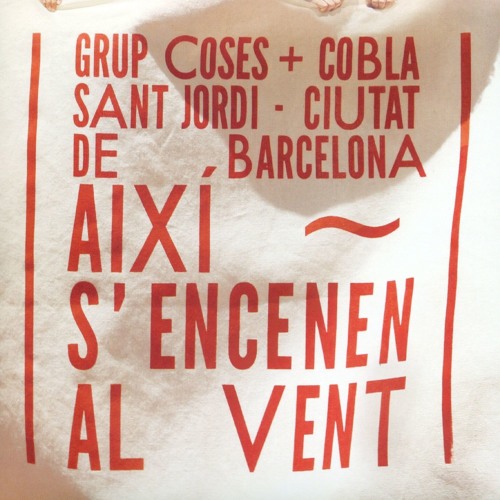 GRUP COSES + COBLA
SANT JORDI - CIUTAT
DE BARCELONA
AIXÍ ~
S'ENCENEN
AL VENT